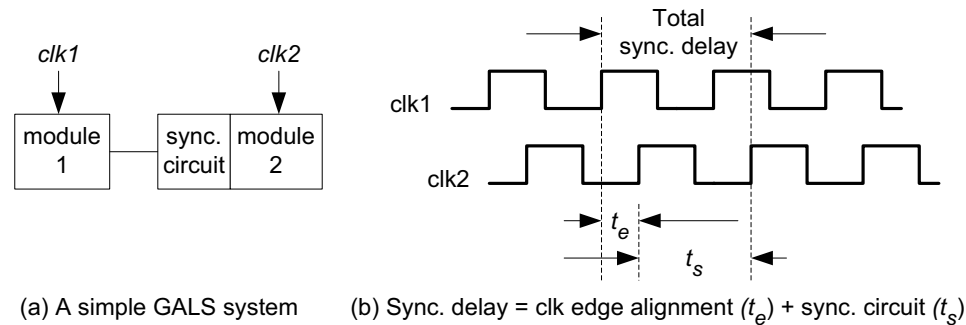 clk1
clk2
module
1
sync.
circuit
module
2
Total
sync. delay
clk1
clk2
t_e
t_s
(a) A simple GALS system
(b) Sync. delay = clk edge alignment (t_e) + sync. circuit (t_s)